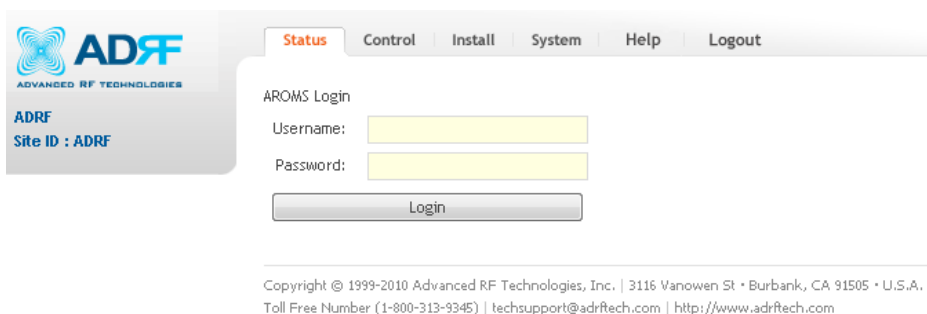 ADRF
ADVANCED RF TECHNOLOGIES
ADRF
Site ID : ADRF
Status Control Install System Help Logout
AROMS Login
Username:
Password:
Login
Copyright © 1999-2010 Advanced RF Technologies, Inc. | 3116 Vanowen St • Burbank, CA 91505 • U.S.A.
Toll Free Number (1-800-313-9345) | techsupport@adrftech.com | http://www.adrftech.com